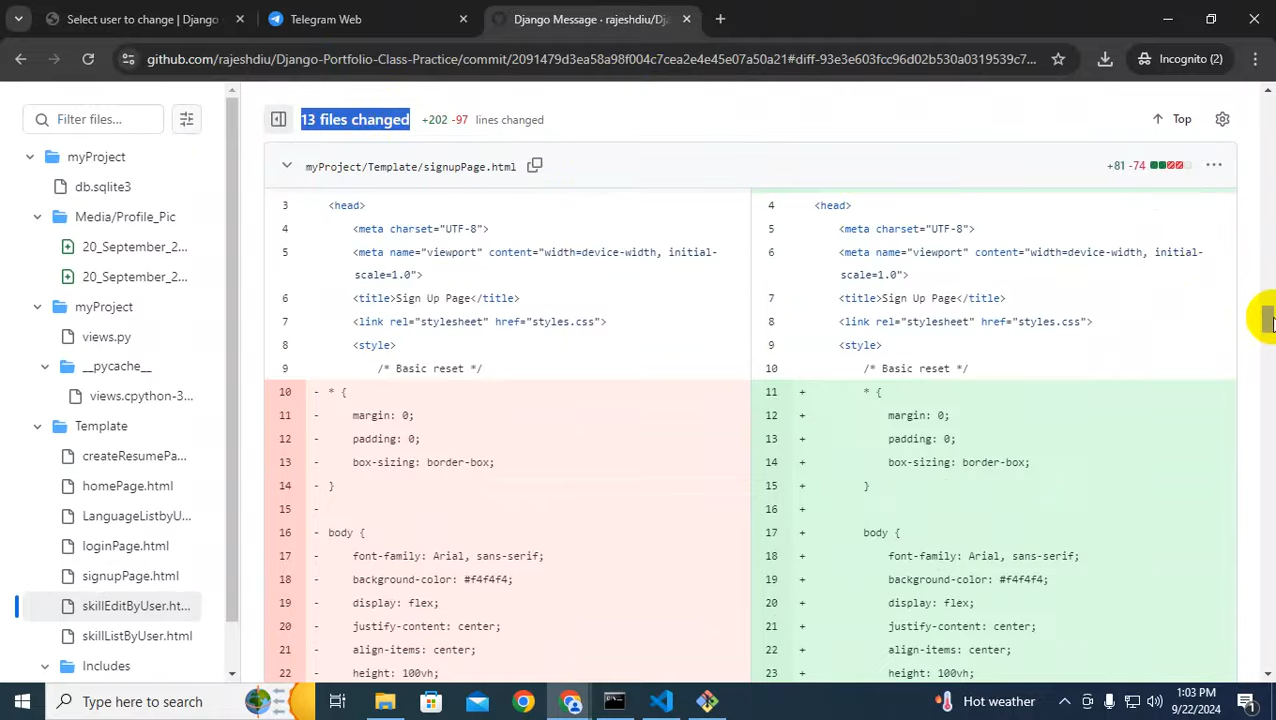 Select user to change | Django
Telegram Web
Django Message · rajeshdiu/Dj
github.com/rajeshdiu/Django-Portfolio-Class-Practice/commit/2091479d3ea58a98f004c7cea2e4e45e07a50a21#diff-93e3e603fcc96d02b530a0319539c7...
Incognito (2)
Filter files...
13 files changed
+202 -97 lines changed
Top
myProject
db.sqlite3
Media/Profile_Pic
20_September_2...
20_September_2...
myProject
views.py
__pycache__
views.cpython-3...
Template
createResumePa...
homePage.html
LanguageListbyU...
loginPage.html
signupPage.html
skillEditByUser.ht...
skillListByUser.html
Includes
myProject/Template/signupPage.html
+81 -74
3 <head>
4 <meta charset="UTF-8">
5 <meta name="viewport" content="width=device-width, initial-
scale=1.0">
6 <title>Sign Up Page</title>
7 <link rel="stylesheet" href="styles.css">
8 <style>
9 /* Basic reset */
10 - * {
11 - margin: 0;
12 - padding: 0;
13 - box-sizing: border-box;
14 - }
15 -
16 - body {
17 - font-family: Arial, sans-serif;
18 - background-color: #f4f4f4;
19 - display: flex;
20 - justify-content: center;
21 - align-items: center;
22 - height: 100vh;
4 <head>
5 <meta charset="UTF-8">
6 <meta name="viewport" content="width=device-width, initial-
scale=1.0">
7 <title>Sign Up Page</title>
8 <link rel="stylesheet" href="styles.css">
9 <style>
10 /* Basic reset */
11 + * {
12 + margin: 0;
13 + padding: 0;
14 + box-sizing: border-box;
15 + }
16 +
17 + body {
18 + font-family: Arial, sans-serif;
19 + background-color: #f4f4f4;
20 + display: flex;
21 + justify-content: center;
22 + align-items: center;
23 + height: 100vh;
Type here to search
Hot weather
1:03 PM
9/22/2024
1